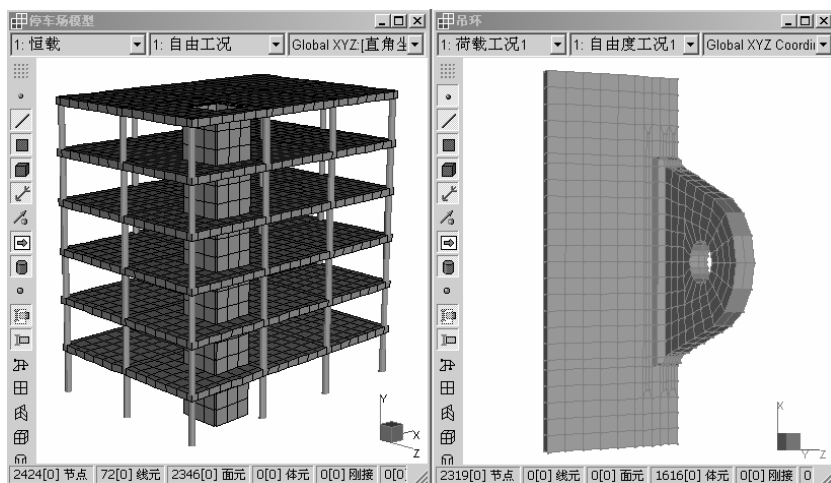 停车场模型
1: 恒载
1: 自由工况
Global XYZ:[直角坐
Y
X
Z
2424[0] 节点
72[0] 线元
2346[0] 面元
0[0] 体元
0[0] 刚接
0[0]
吊环
1: 荷载工况1
1: 自由度工况1
Global XYZ Coordi
X
Y
Z
2319[0] 节点
0[0] 线元
0[0] 面元
1616[0] 体元
0[0] 刚接
0